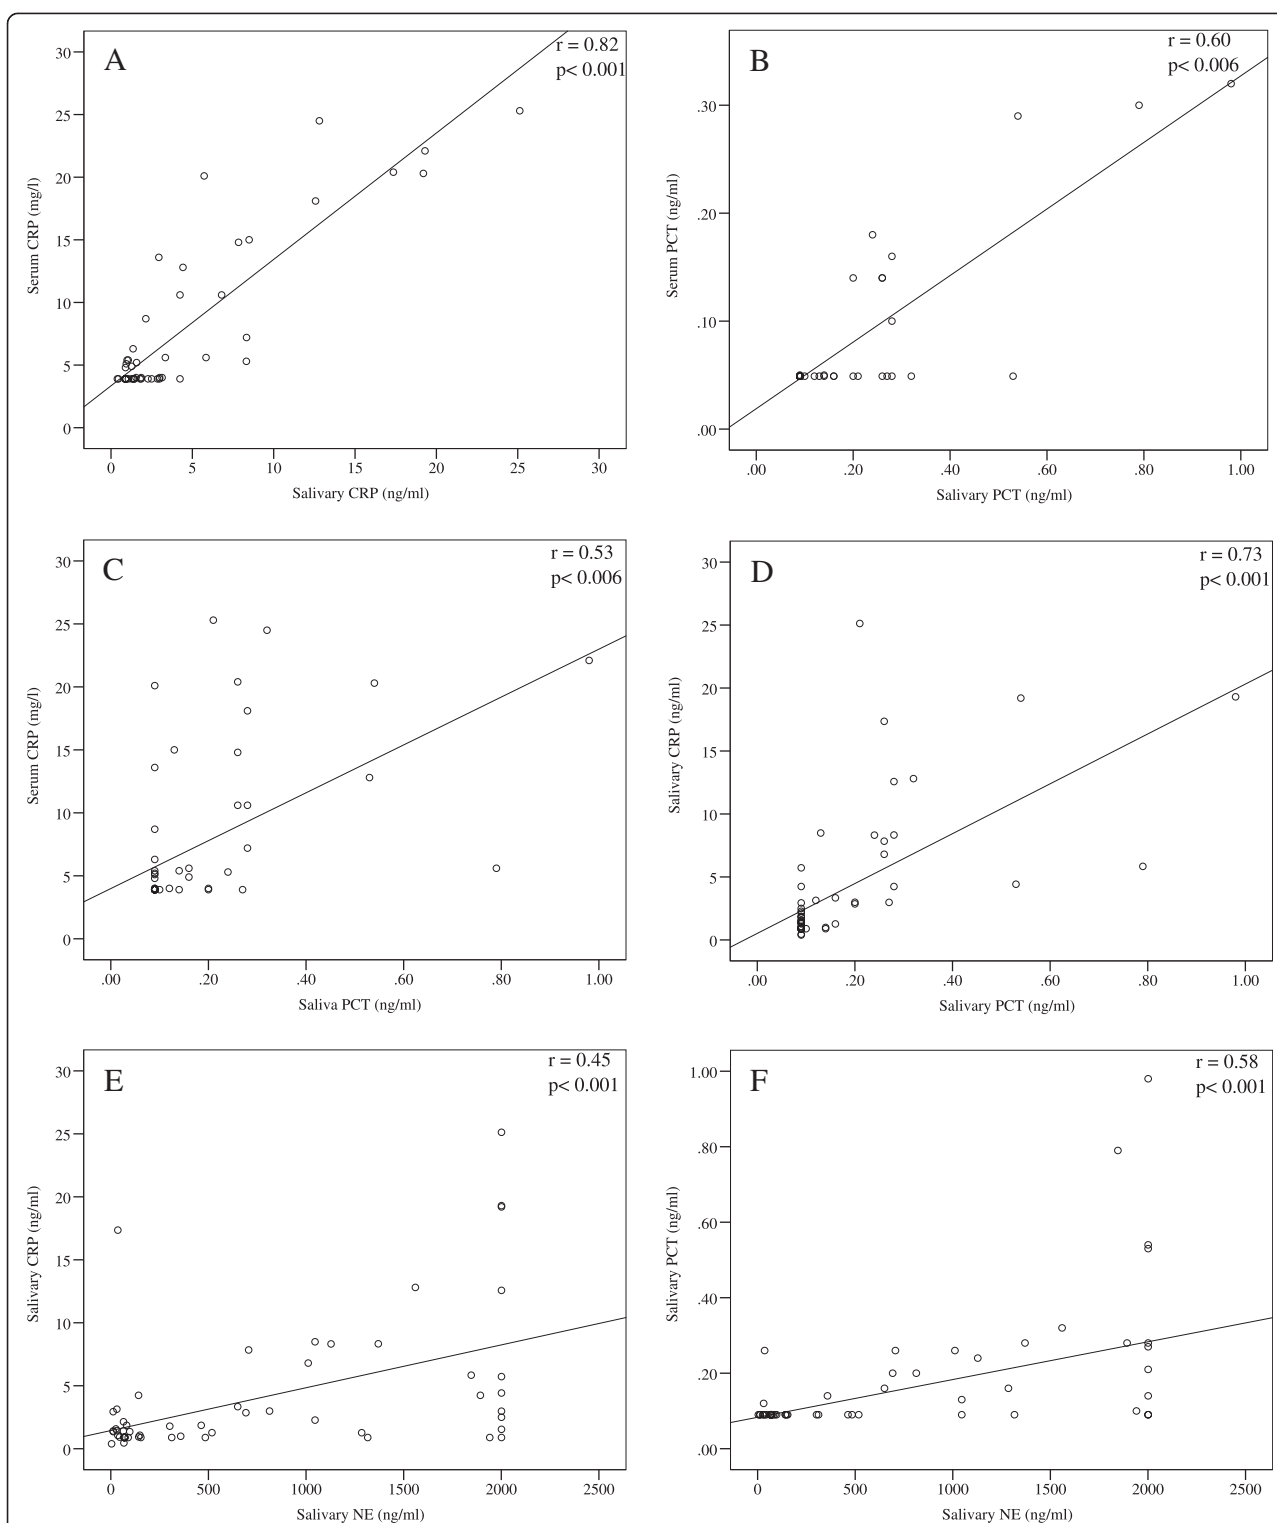 A
r = 0.82
p< 0.001
30
25
20
15
10
5
0
Serum CRP (mg/l)
0 5 10 15 20 25 30
Salivary CRP (ng/ml)
B
r = 0.60
p< 0.006
.30
.20
.10
.00
Serum PCT (ng/ml)
.00 .20 .40 .60 .80 1.00
Salivary PCT (ng/ml)
C
r = 0.53
p< 0.006
30
25
20
15
10
5
0
Serum CRP (mg/l)
.00 .20 .40 .60 .80 1.00
Saliva PCT (ng/ml)
D
r = 0.73
p< 0.001
30
25
20
15
10
5
0
Salivary CRP (ng/ml)
.00 .20 .40 .60 .80 1.00
Salivary PCT (ng/ml)
E
r = 0.45
p< 0.001
30
25
20
15
10
5
0
Salivary CRP (ng/ml)
0 500 1000 1500 2000 2500
Salivary NE (ng/ml)
F
r = 0.58
p< 0.001
1.00
.80
.60
.40
.20
.00
Salivary PCT (ng/ml)
0 500 1000 1500 2000 2500
Salivary NE (ng/ml)